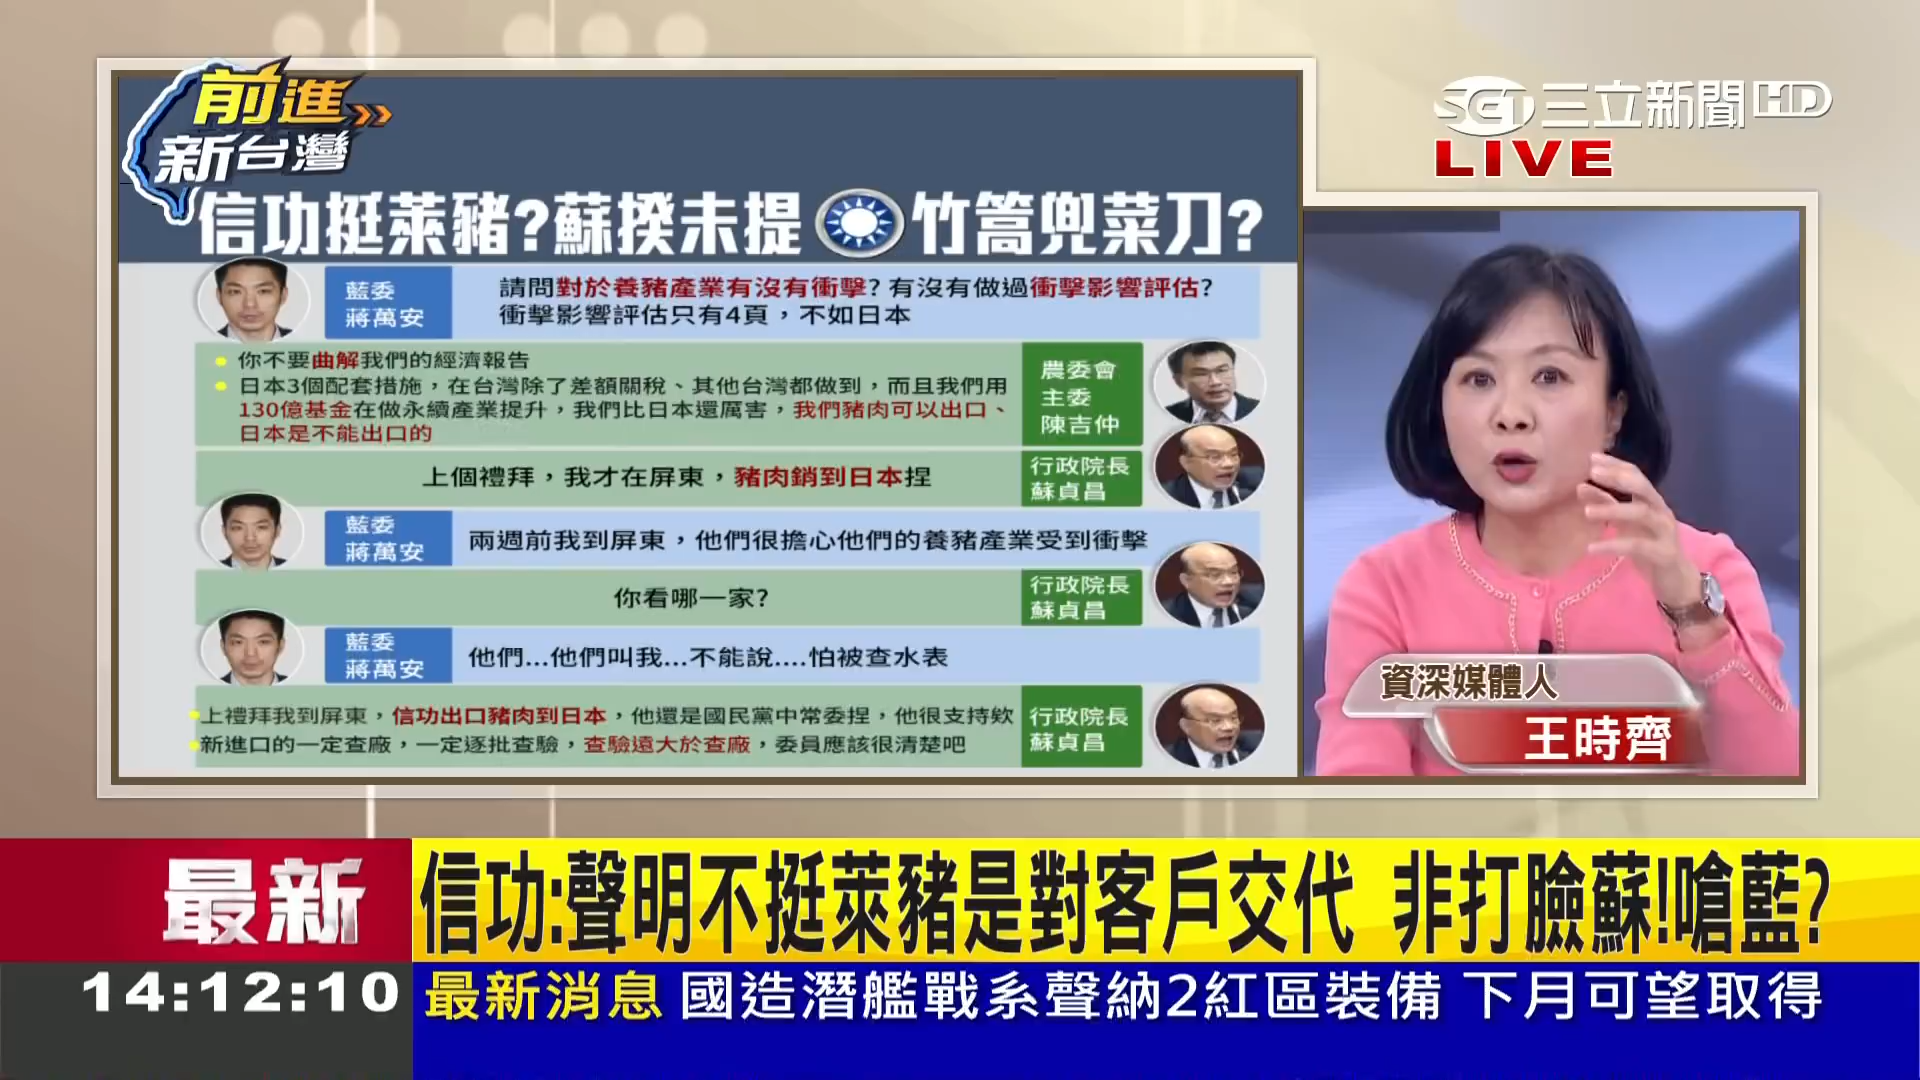 前進
新台灣
SET三立新聞HD
LIVE
信功挺萊豬?蘇揆未提 竹篙兜菜刀?
藍委
蔣萬安
請問對於養豬產業有沒有衝擊?有沒有做過衝擊影響評估?
衝擊影響評估只有4頁，不如日本
你不要曲解我們的經濟報告
日本3個配套措施，在台灣除了差額關稅、其他台灣都做到，而且我們用
130億基金在做永續產業提升，我們比日本還厲害，我們豬肉可以出口、
日本是不能出口的
農委會
主委
陳吉仲
上個禮拜，我才在屏東，豬肉銷到日本捏
行政院長
蘇貞昌
藍委
蔣萬安
兩週前我到屏東，他們很擔心他們的養豬產業受到衝擊
你看哪一家?
行政院長
蘇貞昌
藍委
蔣萬安
他們...他們叫我...不能說....怕被查水表
上禮拜我到屏東，信功出口豬肉到日本，他還是國民黨中常委捏，他很支持欸
新進口的一定查廠，一定逐批查驗，查驗遠大於查廠，委員應該很清楚吧
行政院長
蘇貞昌
資深媒體人
王時齊
最新
信功:聲明不挺萊豬是對客戶交代 非打臉蘇!嗆藍?
14:12:10
最新消息 國造潛艦戰系聲納2紅區裝備 下月可望取得